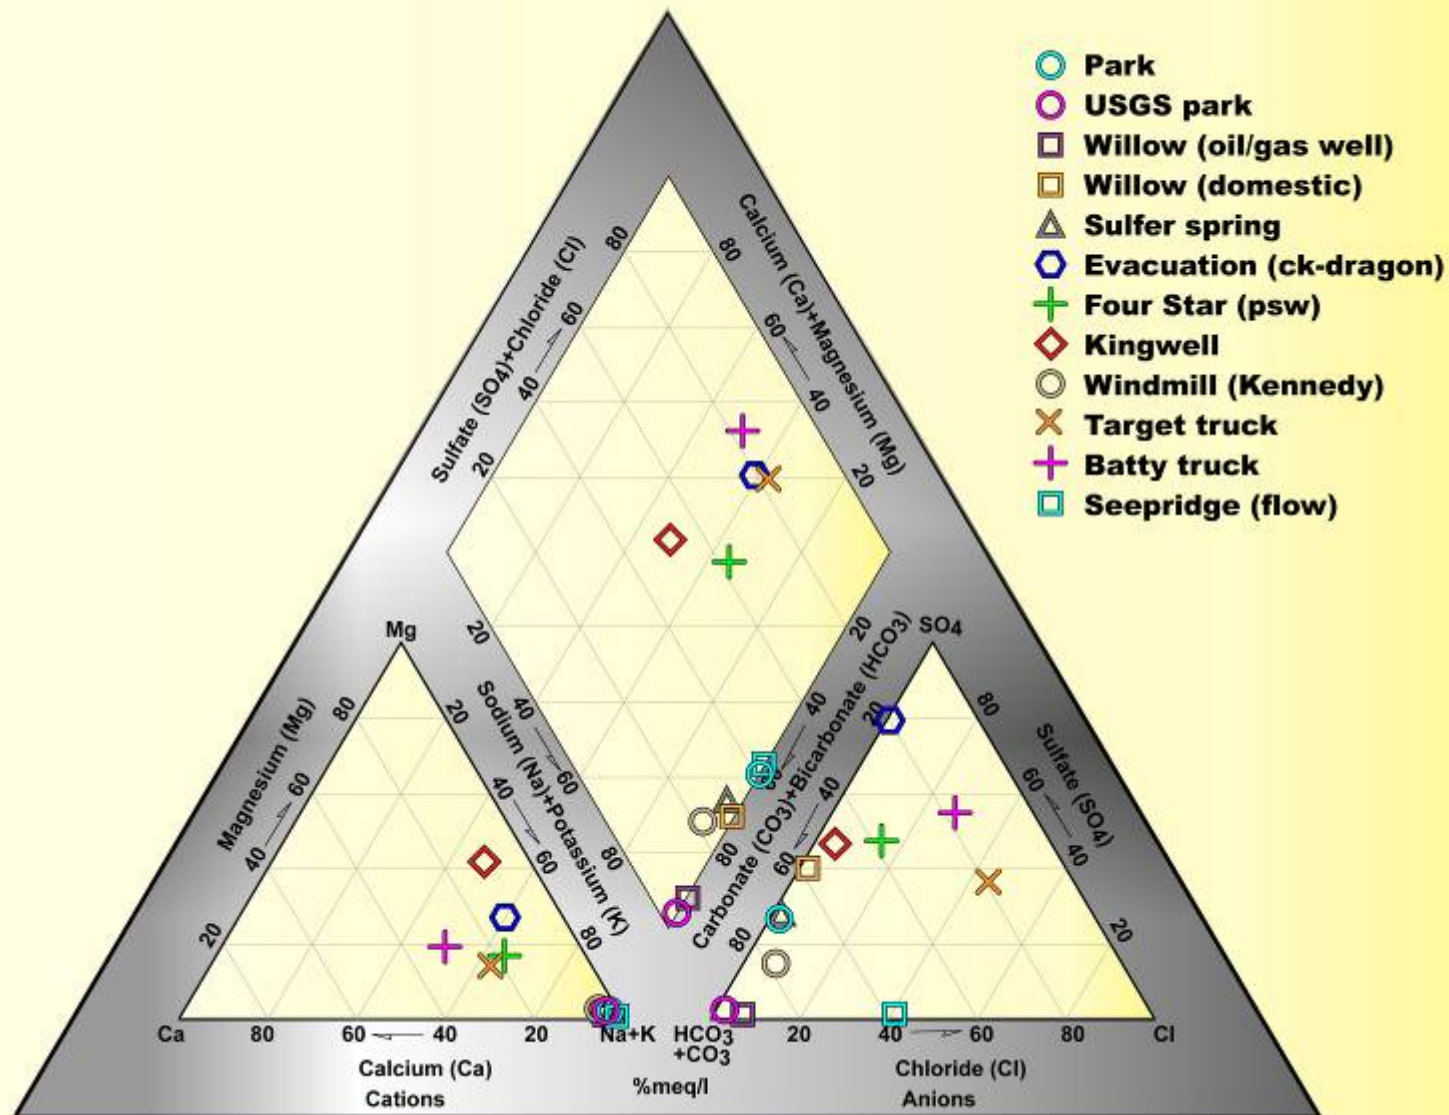 Park
USGS park
Willow (oil/gas well)
Willow (domestic)
Sulfer spring
Evacuation (ck-dragon)
Four Star (psw)
Kingwell
Windmill (Kennedy)
Target truck
Batty truck
Seepridge (flow)
Sulfate (SO4)+Chloride (Cl)
20
40
60
80
Calcium (Ca)+Magnesium (Mg)
80
60
40
20
Mg
Magnesium (Mg)
20
40
60
80
Sodium (Na)+Potassium (K)
20
40
60
80
20
40
60
80
Carbonate (CO3)+Bicarbonate (HCO3)
20
40
60
80
20
40
60
80
SO4
Sulfate (SO4)
80
60
40
20
Ca
80
60
40
20
Na+K
HCO3
+CO3
20
40
60
80
Cl
Calcium (Ca)
Chloride (Cl)
Cations
%meq/l
Anions